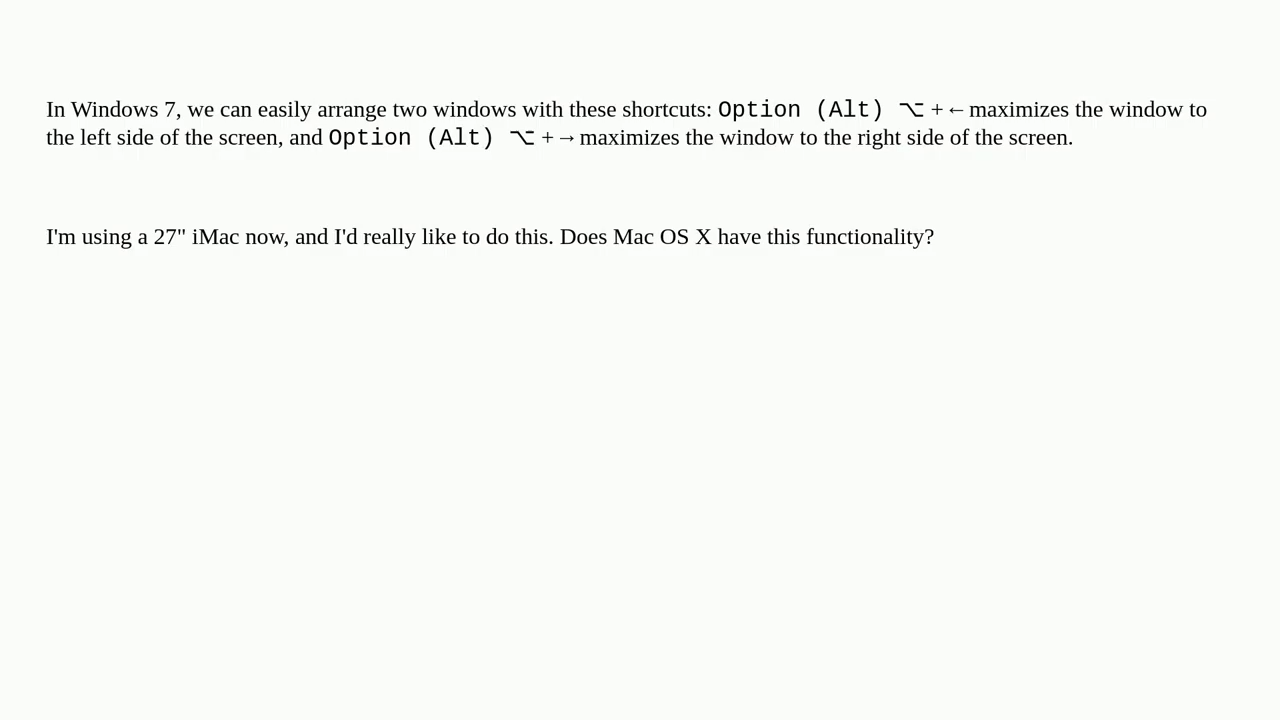 In Windows 7, we can easily arrange two windows with these shortcuts: Option (Alt) ⌥ +←maximizes the window to
the left side of the screen, and Option (Alt) ⌥ +→maximizes the window to the right side of the screen.
I'm using a 27" iMac now, and I'd really like to do this. Does Mac OS X have this functionality?